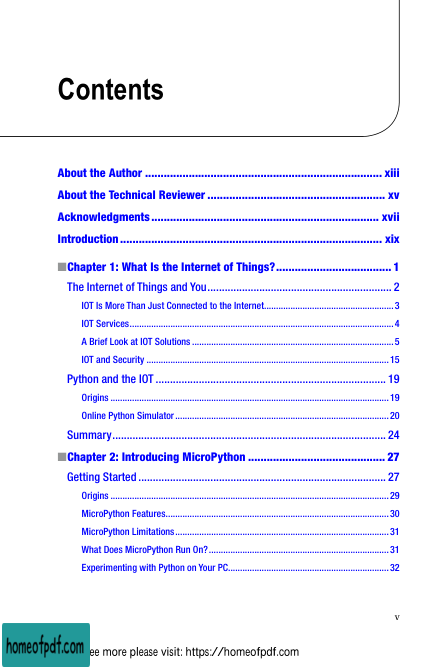 Contents
About the Author ........................................................................... xiii
About the Technical Reviewer ........................................................ xv
Acknowledgments ........................................................................ xvii
Introduction ................................................................................... xix
■Chapter 1: What Is the Internet of Things? .................................... 1
The Internet of Things and You ............................................................ 2
IOT Is More Than Just Connected to the Internet ..................................................... 3
IOT Services ............................................................................................................. 4
A Brief Look at IOT Solutions ................................................................................... 5
IOT and Security .................................................................................................... 15
Python and the IOT ........................................................................... 19
Origins ................................................................................................................... 19
Online Python Simulator ........................................................................................ 20
Summary ......................................................................................... 24
■Chapter 2: Introducing MicroPython ........................................... 27
Getting Started ................................................................................. 27
Origins ................................................................................................................... 29
MicroPython Features ............................................................................................ 30
MicroPython Limitations ........................................................................................ 31
What Does MicroPython Run On? .......................................................................... 31
Experimenting with Python on Your PC .................................................................. 32
v
homeofpdf.com
ee more please visit: https://homeofpdf.com